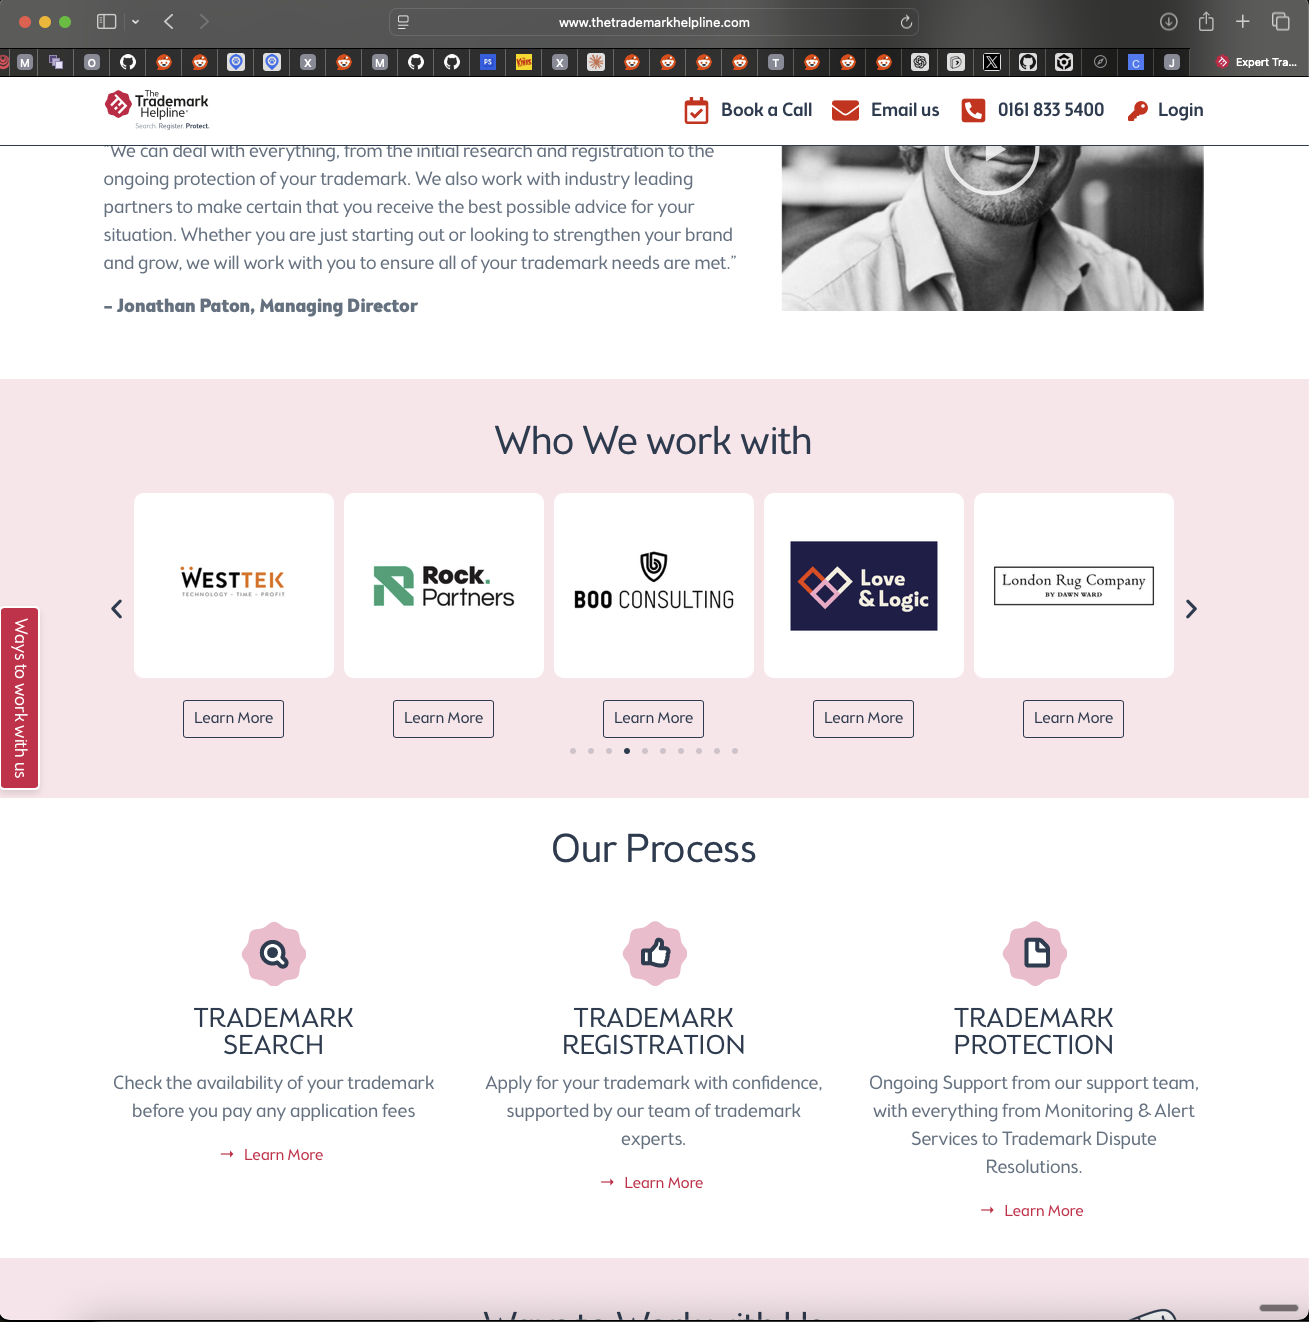 www.thetrademarkhelpline.com
M
O
X
M
PS
X
T
C
J
Expert Tra...
The
Trademark
Helpline
Search. Register. Protect.
Book a Call
Email us
0161 833 5400
Login
"We can deal with everything, from the initial research and registration to the
ongoing protection of your trademark. We also work with industry leading
partners to make certain that you receive the best possible advice for your
situation. Whether you are just starting out or looking to strengthen your brand
and grow, we will work with you to ensure all of your trademark needs are met."
– Jonathan Paton, Managing Director
Who We work with
WESTTEK
TECHNOLOGY - TIME - PROFIT
Rock.
Partners
BOO CONSULTING
Love
& Logic
London Rug Company
BY DAWN WARD
Learn More
Learn More
Learn More
Learn More
Learn More
Ways to work with us
Our Process
TRADEMARK
SEARCH
Check the availability of your trademark
before you pay any application fees
→ Learn More
TRADEMARK
REGISTRATION
Apply for your trademark with confidence,
supported by our team of trademark
experts.
→ Learn More
TRADEMARK
PROTECTION
Ongoing Support from our support team,
with everything from Monitoring & Alert
Services to Trademark Dispute
Resolutions.
→ Learn More
Ways to Work with Us